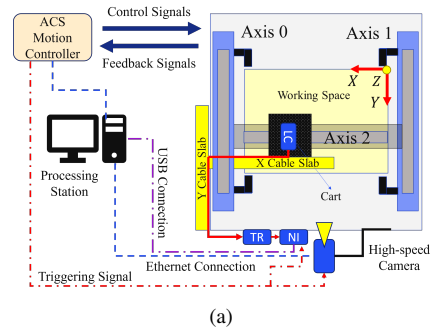 ACS
Motion
Controller
Control Signals
Feedback Signals
Axis 0
Axis 1
X
Z
Y
Working Space
LC
Axis 2
X Cable Slab
Y Cable Slab
Cart
USB Connection
Processing
Station
TR
NI
High-speed
Camera
Ethernet Connection
Triggering Signal
(a)